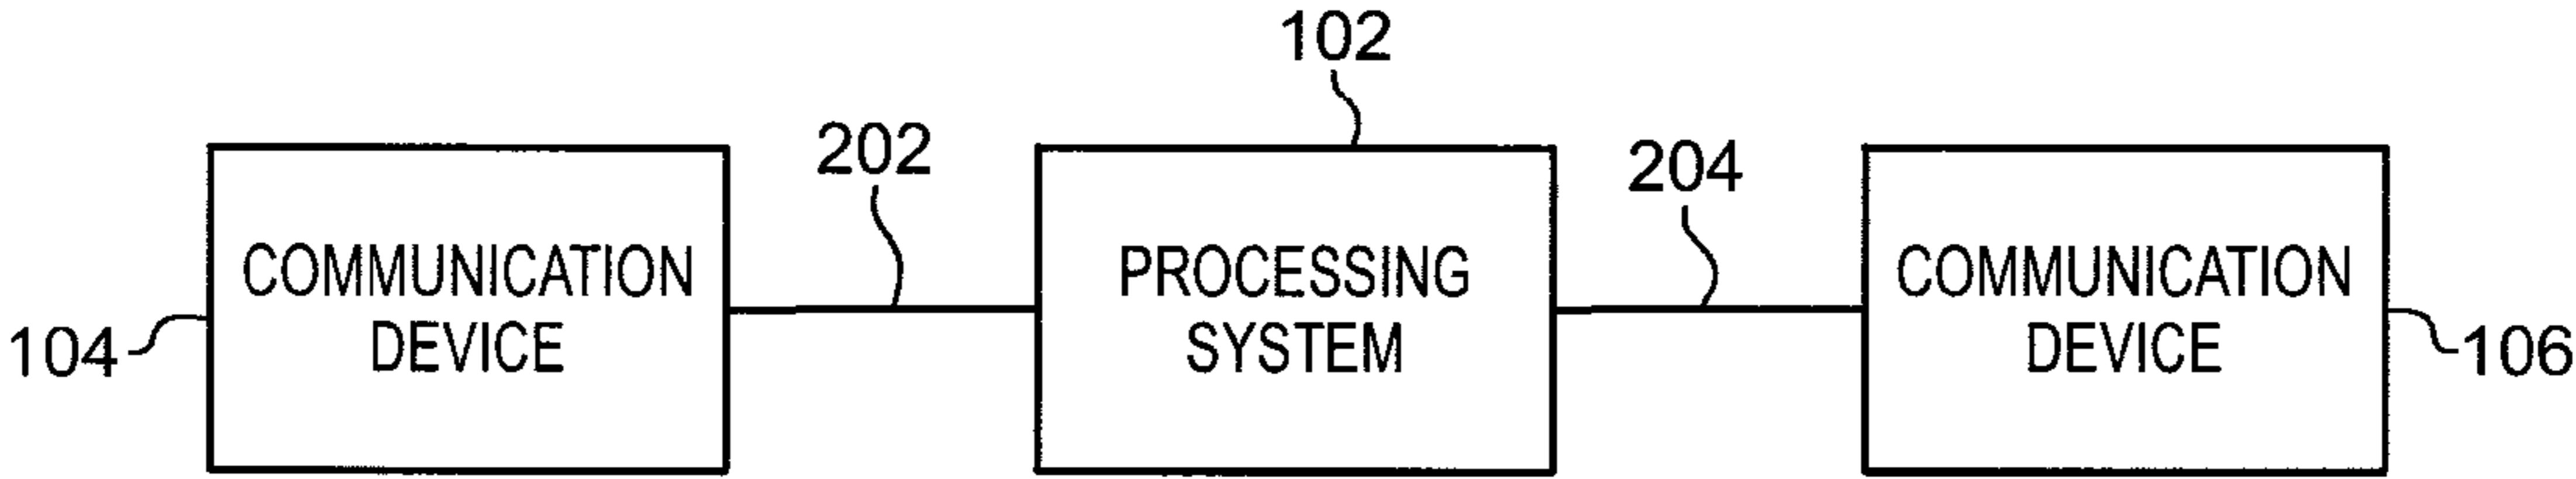 102
202
204
COMMUNICATION
DEVICE
PROCESSING
SYSTEM
COMMUNICATION
DEVICE
104
106